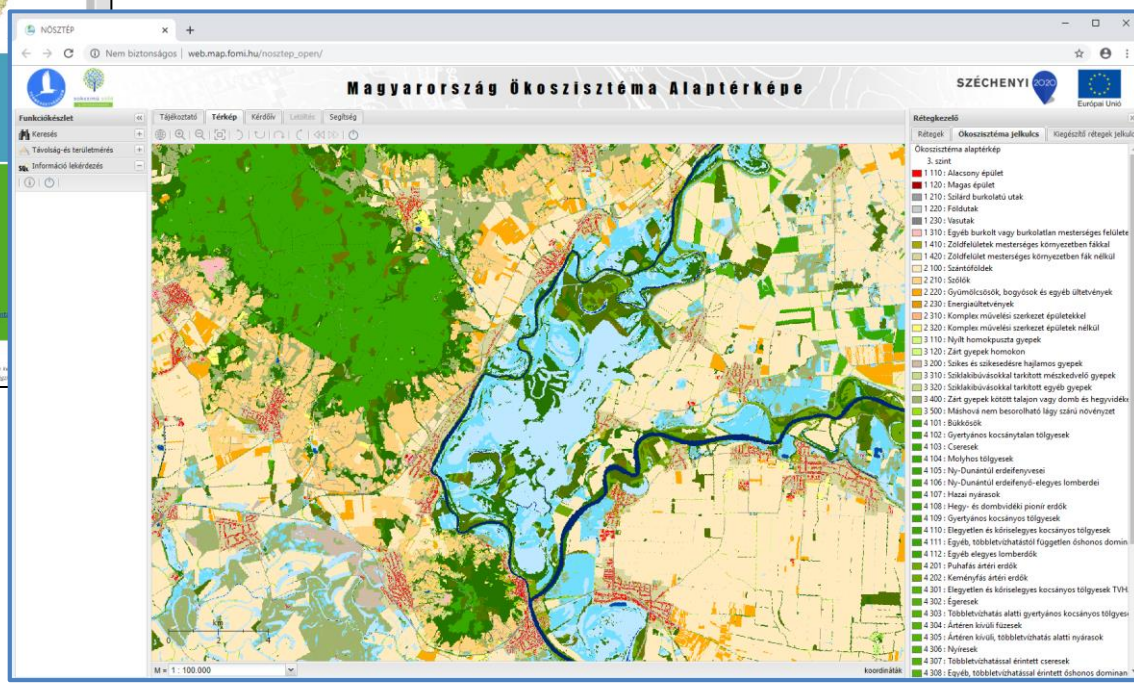 NÖSZTÉP
Nem biztonságos | web.map.fomi.hu/nosztep_open/
Magyarország Ökoszisztéma Alaptérképe
SZÉCHENYI 2020
Európai Unió
Funkciókészlet
Keresés
Távolság-és területmérés
Információ lekérdezés
Tájékoztató Térkép Kérdőív Letöltés Segítség
km
0
4
M = 1 : 100.000
koordináták
Rétegkezelő
Rétegek Ökoszisztéma jelkulcs Kiegészítő rétegek jelkulc
Ökoszisztéma alaptérkép
3. szint
1 110 : Alacsony épület
1 120 : Magas épület
1 210 : Szilárd burkolatú utak
1 220 : Földutak
1 230 : Vasutak
1 310 : Egyéb burkolt vagy burkolatlan mesterséges felülete
1 410 : Zöldfelületek mesterséges környezetben fákkal
1 420 : Zöldfelület mesterséges környezetben fák nélkül
2 100 : Szántóföldek
2 210 : Szőlők
2 220 : Gyümölcsösök, bogyósok és egyéb ültetvények
2 230 : Energiaültetvények
2 310 : Komplex művelési szerkezet épületekkel
2 320 : Komplex művelési szerkezet épületek nélkül
3 110 : Nyílt homokpuszta gyepek
3 120 : Zárt gyepek homokon
3 200 : Szikes és szikesedésre hajlamos gyepek
3 310 : Sziklakibúvásokkal tarkított mészkedvelő gyepek
3 320 : Sziklakibúvásokkal tarkított egyéb gyepek
3 400 : Zárt gyepek kötött talajon vagy domb és hegyvidéke
3 500 : Máshová nem besorolható lágy szárú növényzet
4 101 : Bükkösök
4 102 : Gyertyános kocsánytalan tölgyesek
4 103 : Cseresek
4 104 : Molyhos tölgyesek
4 105 : Ny-Dunántúl erdeifenyvesei
4 106 : Ny-Dunántúl erdeifenyő-elegyes lomberdei
4 107 : Hazai nyárasok
4 108 : Hegy- és dombvidéki pionír erdők
4 109 : Gyertyános kocsányos tölgyesek
4 110 : Elegyetlen és kőriselegyes kocsányos tölgyesek
4 111 : Egyéb, többletvízhatástól független őshonos domin
4 112 : Egyéb elegyes lomberdők
4 201 : Puhafás ártéri erdők
4 202 : Keményfás ártéri erdők
4 301 : Elegyetlen és kőriselegyes kocsányos tölgyesek TVH
4 302 : Égeresek
4 303 : Többletvízhatás alatti gyertyános kocsányos tölgyes
4 304 : Ártéren kívüli fűzesek
4 305 : Ártéren kívüli, többletvízhatás alatti nyárasok
4 306 : Nyíresek
4 307 : Többletvízhatással érintett cseresek
4 308 : Egyéb, többletvízhatással érintett őshonos dominan